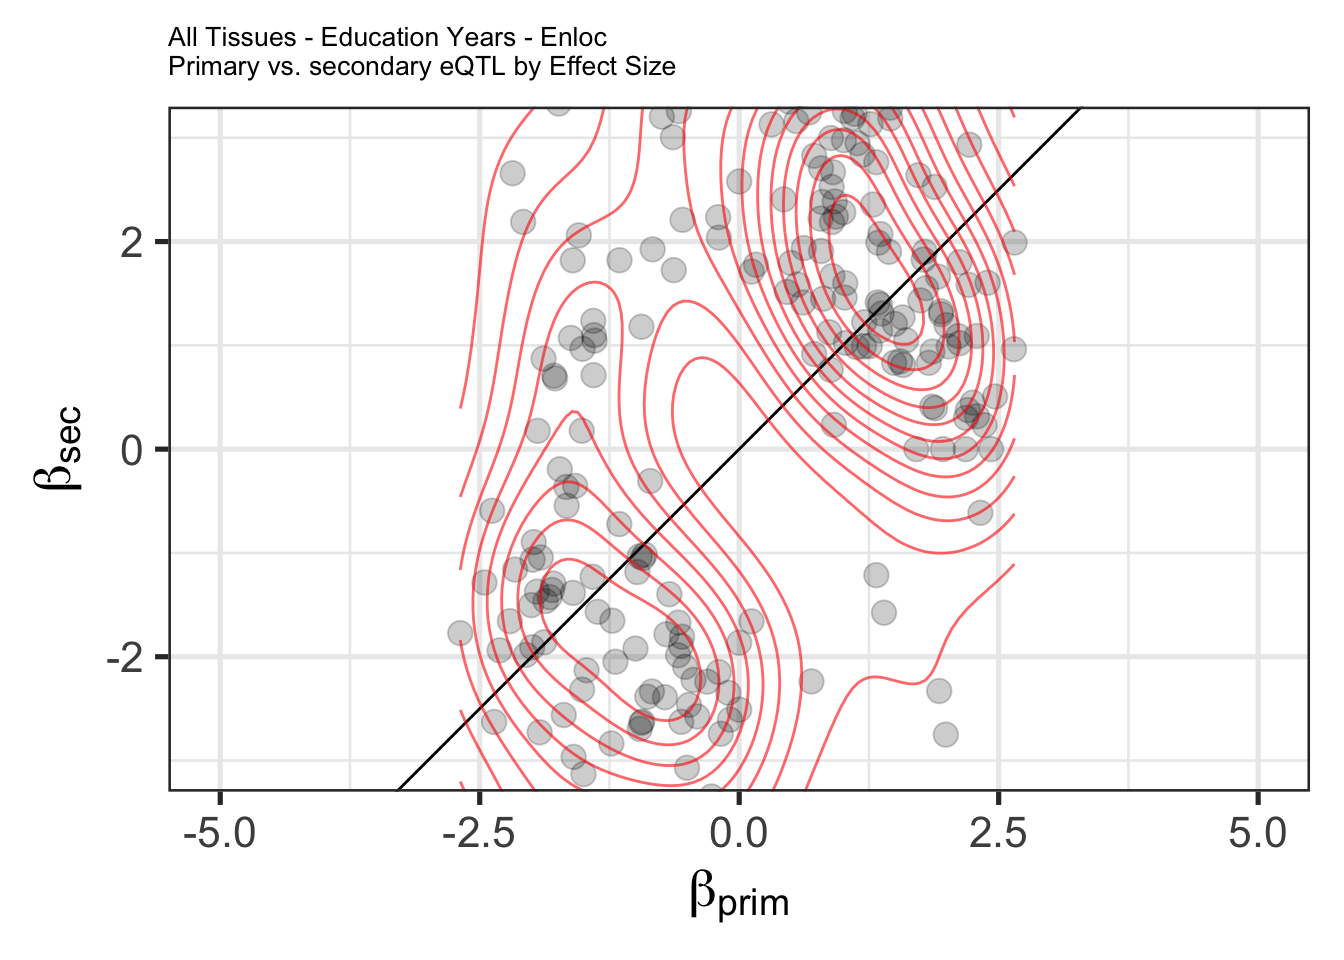 All Tissues - Education Years - Enloc
Primary vs. secondary eQTL by Effect Size
2
0
-2
βsec
-5.0 -2.5 0.0 2.5 5.0
βprim